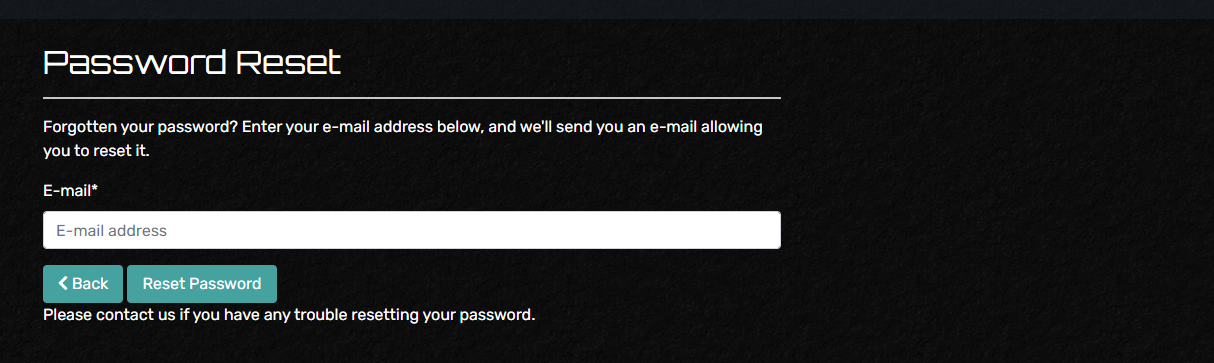 Password Reset
Forgotten your password? Enter your e-mail address below, and we'll send you an e-mail allowing
you to reset it.
E-mail*
E-mail address
Back Reset Password
Please contact us if you have any trouble resetting your password.